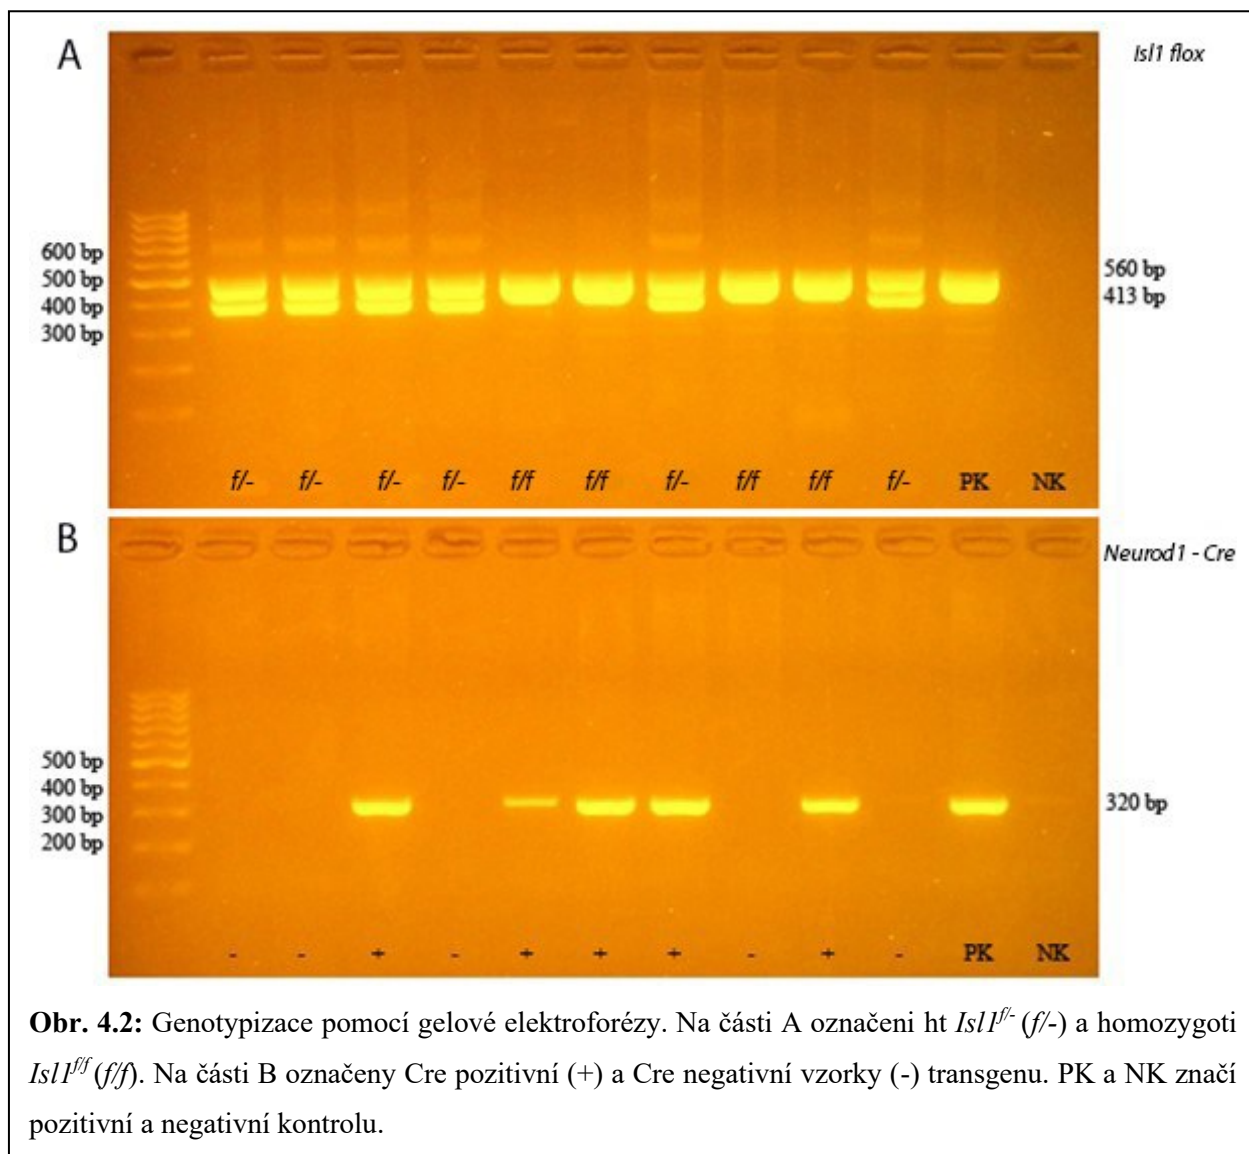 A
Isl1 flox
600 bp
500 bp
400 bp
300 bp
560 bp
413 bp
f/- f/- f/- f/- f/f f/f f/- f/f f/f f/- PK NK
B
Neurod1 - Cre
500 bp
400 bp
300 bp
200 bp
320 bp
- - + - + + + - + - PK NK
Obr. 4.2: Genotypizace pomocí gelové elektroforézy. Na části A označeni ht Isl1f/- (f/-) a homozygoti
Isl1f/f (f/f). Na části B označeny Cre pozitivní (+) a Cre negativní vzorky (-) transgenu. PK a NK značí
pozitivní a negativní kontrolu.